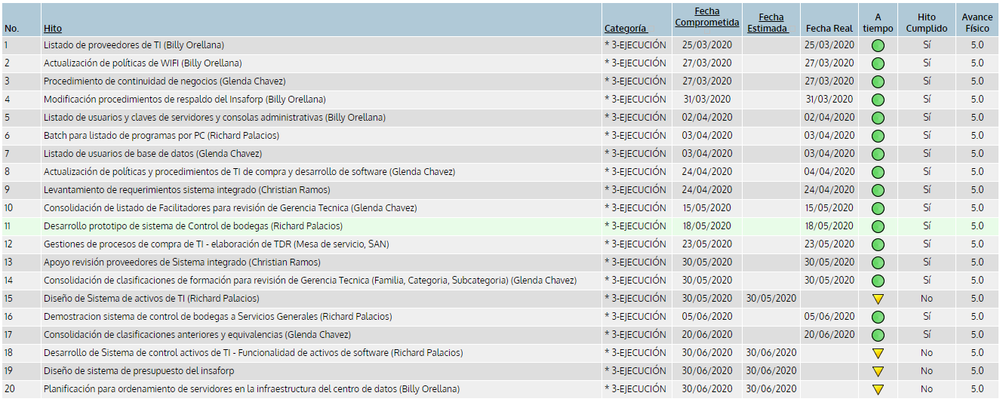 No. Hito Categoría Fecha Comprometida Fecha Estimada Fecha Real A tiempo Hito Cumplido Avance Físico
1 Listado de proveedores de TI (Billy Orellana) * 3-EJECUCIÓN 25/03/2020 25/03/2020 Sí 5.0
2 Actualización de políticas de WIFI (Billy Orellana) * 3-EJECUCIÓN 27/03/2020 27/03/2020 Sí 5.0
3 Procedimiento de continuidad de negocios (Glenda Chavez) * 3-EJECUCIÓN 27/03/2020 27/03/2020 Sí 5.0
4 Modificación procedimientos de respaldo del Insaforp (Billy Orellana) * 3-EJECUCIÓN 31/03/2020 31/03/2020 Sí 5.0
5 Listado de usuarios y claves de servidores y consolas administrativas (Billy Orellana) * 3-EJECUCIÓN 02/04/2020 02/04/2020 Sí 5.0
6 Batch para listado de programas por PC (Richard Palacios) * 3-EJECUCIÓN 03/04/2020 03/04/2020 Sí 5.0
7 Listado de usuarios de base de datos (Glenda Chavez) * 3-EJECUCIÓN 03/04/2020 03/04/2020 Sí 5.0
8 Actualización de políticas y procedimientos de TI de compra y desarrollo de software (Glenda Chavez) * 3-EJECUCIÓN 24/04/2020 04/04/2020 Sí 5.0
9 Levantamiento de requerimientos sistema integrado (Christian Ramos) * 3-EJECUCIÓN 24/04/2020 24/04/2020 Sí 5.0
10 Consolidación de listado de Facilitadores para revisión de Gerencia Tecnica (Glenda Chavez) * 3-EJECUCIÓN 15/05/2020 15/05/2020 Sí 5.0
11 Desarrollo prototipo de sistema de Control de bodegas (Richard Palacios) * 3-EJECUCIÓN 18/05/2020 18/05/2020 Sí 5.0
12 Gestiones de procesos de compra de TI - elaboración de TDR (Mesa de servicio, SAN) * 3-EJECUCIÓN 23/05/2020 23/05/2020 Sí 5.0
13 Apoyo revisión proveedores de Sistema integrado (Christian Ramos) * 3-EJECUCIÓN 30/05/2020 30/05/2020 Sí 5.0
14 Consolidación de clasificaciones de formación para revisión de Gerencia Tecnica (Familia, Categoria, Subcategoria) (Glenda Chavez) * 3-EJECUCIÓN 30/05/2020 30/05/2020 Sí 5.0
15 Diseño de Sistema de activos de TI (Richard Palacios) * 3-EJECUCIÓN 30/05/2020 30/05/2020 No 5.0
16 Demostracion sistema de control de bodegas a Servicios Generales (Richard Palacios) * 3-EJECUCIÓN 05/06/2020 05/06/2020 Sí 5.0
17 Consolidación de clasificaciones anteriores y equivalencias (Glenda Chavez) * 3-EJECUCIÓN 20/06/2020 20/06/2020 Sí 5.0
18 Desarrollo de Sistema de control activos de TI - Funcionalidad de activos de software (Richard Palacios) * 3-EJECUCIÓN 30/06/2020 30/06/2020 No 5.0
19 Diseño de sistema de presupuesto del insaforp * 3-EJECUCIÓN 30/06/2020 30/06/2020 No 5.0
20 Planificación para ordenamiento de servidores en la infraestructura del centro de datos (Billy Orellana) * 3-EJECUCIÓN 30/06/2020 30/06/2020 No 5.0